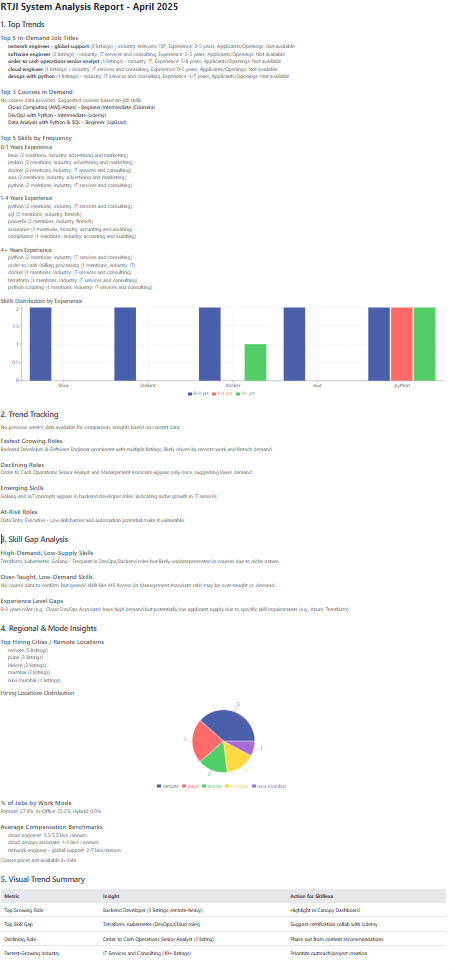 RTJI System Analysis Report - April 2025
1. Top Trends
Top 5 In-Demand Job Titles
network engineer - global support (2 listings) - Industry: telecom/ ISP, Experience: 2-5 years, Applicants/Openings: Not available
software engineer (2 listings) - Industry: IT services and consulting, Experience: 2-5 years, Applicants/Openings: Not available
order to cash operations senior analyst (1 listings) - Industry: IT, Experience: 5-8 years, Applicants/Openings: Not available
cloud engineer (1 listings) - Industry: IT services and consulting, Experience: 0-5 years, Applicants/Openings: Not available
devops with python (1 listings) - Industry: IT services and consulting, Experience: 3-7 years, Applicants/Openings: Not available
Top 3 Courses in Demand
No course data provided. Suggested courses based on job skills:
Cloud Computing (AWS/Azure) - Beginner/Intermediate (Coursera)
DevOps with Python - Intermediate (Udemy)
Data Analysis with Python & SQL - Beginner (UpGrad)
Top 5 Skills by Frequency
0-1 Years Experience
linux (2 mentions, Industry: advertising and marketing)
jenkins (2 mentions, Industry: advertising and marketing)
docker (2 mentions, Industry: IT services and consulting)
aws (2 mentions, Industry: advertising and marketing)
python (2 mentions, Industry: IT services and consulting)
1-4 Years Experience
python (2 mentions, Industry: IT services and consulting)
sql (2 mentions, Industry: fintech)
powerbi (2 mentions, Industry: fintech)
assurance (1 mentions, Industry: accounting and auditing)
compliance (1 mentions, Industry: accounting and auditing)
4+ Years Experience
python (2 mentions, Industry: IT services and consulting)
order to cash -billing processing (1 mentions, Industry: IT)
docker (1 mentions, Industry: IT services and consulting)
terraform (1 mentions, Industry: IT services and consulting)
python scripting (1 mentions, Industry: IT services and consulting)
Skills Distribution by Experience
2
1.5
1
0.5
0
linux jenkins docker aws python
0-1 yrs 1-4 yrs 4+ yrs
2. Trend Tracking
No previous week's data available for comparison. Insights based on current data:
Fastest Growing Roles
Backend Developer & Software Engineer prominent with multiple listings, likely driven by remote work and fintech demand.
Declining Roles
Order to Cash Operations Senior Analyst and Management Associate appear only once, suggesting lower demand.
Emerging Skills
Golang and IoT concepts appear in backend developer roles, indicating niche growth in IT services.
At-Risk Roles
Data Entry Executive - Low skill barrier and automation potential make it vulnerable.
3. Skill Gap Analysis
High-Demand, Low-Supply Skills
Terraform, Kubernetes, Golang - Frequent in DevOps/Backend roles but likely underrepresented in courses due to niche nature.
Over-Taught, Low-Demand Skills
No course data to confirm, but generic skills like MS Access (in Management Associate role) may be over-taught vs. demand.
Experience Level Gaps
0-2 years roles (e.g., Cloud DevOps Associate) have high demand but potentially low applicant supply due to specific skill requirements (e.g., Azure, Terraform).
4. Regional & Mode Insights
Top Hiring Cities / Remote Locations
remote (5 listings)
pune (3 listings)
indore (2 listings)
mumbai (2 listings)
navi mumbai (1 listings)
Hiring Locations Distribution
5
3
2
2
1
remote pune indore mumbai navi mumbai
% of Jobs by Work Mode
Remote: 27.8%, In-Office: 72.2%, Hybrid: 0.0%
Average Compensation Benchmarks
cloud engineer: 3.5-5.5 lacs /annum
cloud devops associate: 1-3 lacs / annum
network engineer - global support: 2-7 lacs/annum
Course prices not available in data.
5. Visual Trend Summary
Metric Insight Action for Skillexa
Top Growing Role Backend Developer (3 listings, remote-heavy) Highlight in Canopy Dashboard
Top Skill Gap Terraform, Kubernetes (DevOps/Cloud roles) Suggest certification collab with Udemy
Declining Role Order to Cash Operations Senior Analyst (1 listing) Phase out from content recommendations
Fastest-Growing Industry IT Services and Consulting (10+ listings) Prioritize outreach/project creation